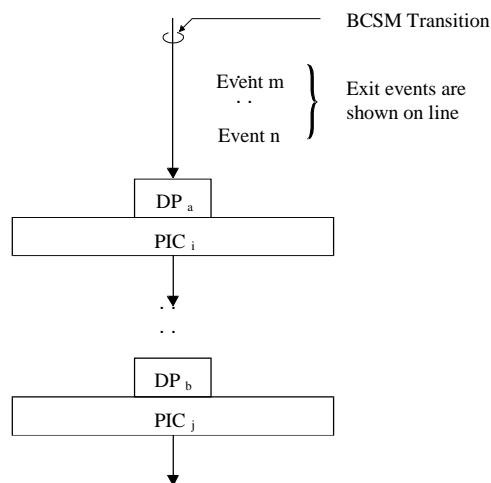 BCSM Transition
Event m
. .
. .
Event n
Exit events are
shown on line
DP a
PIC i
. .
. .
DP b
PIC j